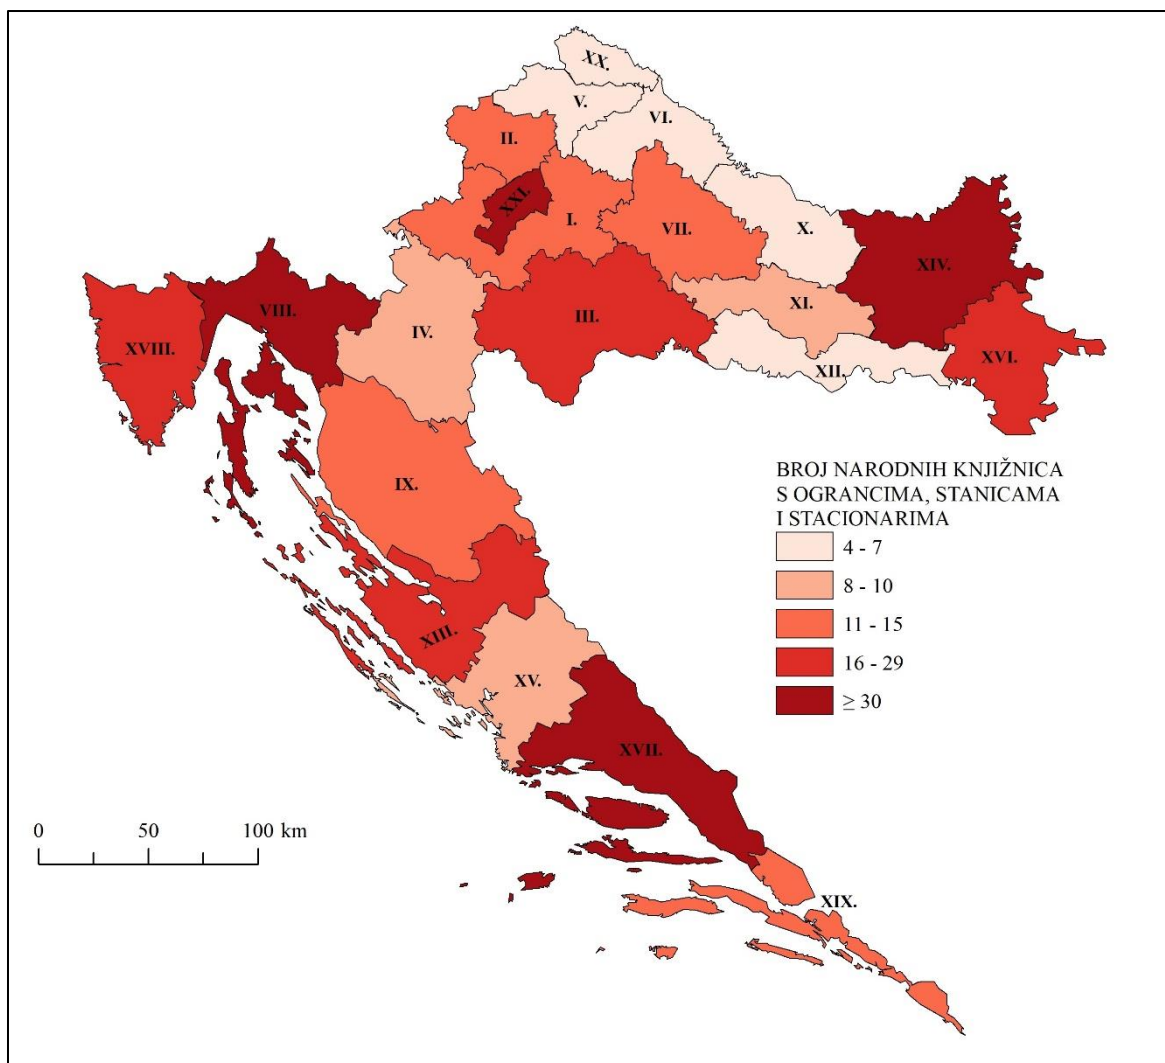 XX.
V.
VI.
II.
XXI.
I.
VII.
X.
XIV.
VIII.
III.
XI.
IV.
XVIII.
XVI.
XII.
BROJ NARODNIH KNJIŽNICA
S OGRANCIMA, STANICAMA
I STACIONARIMA
4 - 7
8 - 10
11 - 15
16 - 29
≥ 30
IX.
XIII.
XV.
XVII.
0 50 100 km
XIX.